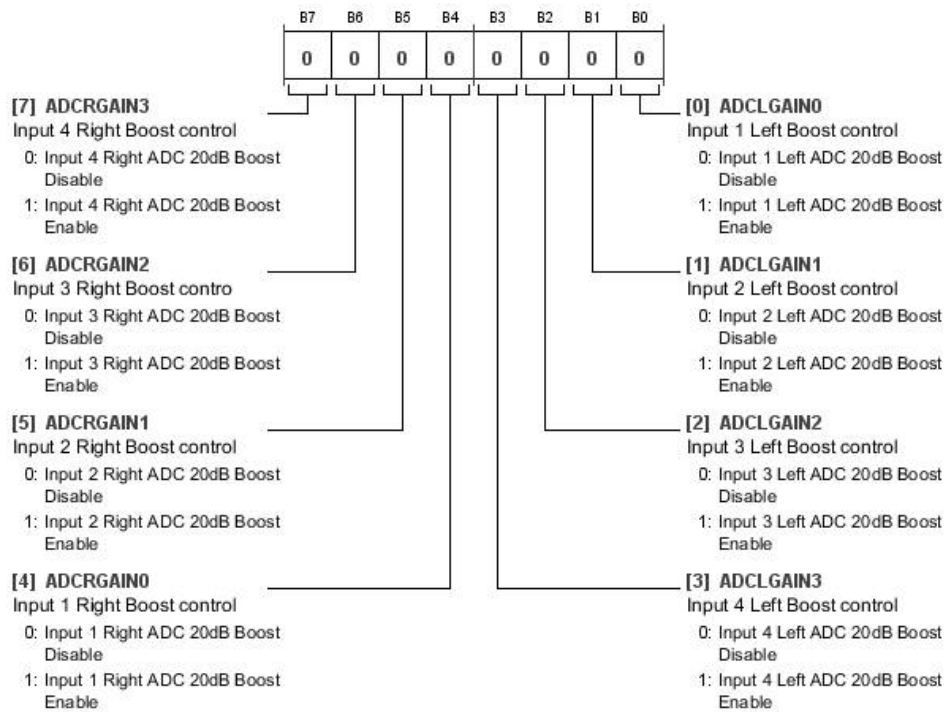 B7 B6 B5 B4 B3 B2 B1 B0
0 0 0 0 0 0 0 0
[7] ADCRGAIN3
Input 4 Right Boost control
0: Input 4 Right ADC 20dB Boost
Disable
1: Input 4 Right ADC 20dB Boost
Enable
[6] ADCRGAIN2
Input 3 Right Boost contro
0: Input 3 Right ADC 20dB Boost
Disable
1: Input 3 Right ADC 20dB Boost
Enable
[5] ADCRGAIN1
Input 2 Right Boost control
0: Input 2 Right ADC 20dB Boost
Disable
1: Input 2 Right ADC 20dB Boost
Enable
[4] ADCRGAIN0
Input 1 Right Boost control
0: Input 1 Right ADC 20dB Boost
Disable
1: Input 1 Right ADC 20dB Boost
Enable
[0] ADCLGAIN0
Input 1 Left Boost control
0: Input 1 Left ADC 20dB Boost
Disable
1: Input 1 Left ADC 20dB Boost
Enable
[1] ADCLGAIN1
Input 2 Left Boost control
0: Input 2 Left ADC 20dB Boost
Disable
1: Input 2 Left ADC 20dB Boost
Enable
[2] ADCLGAIN2
Input 3 Left Boost control
0: Input 3 Left ADC 20dB Boost
Disable
1: Input 3 Left ADC 20dB Boost
Enable
[3] ADCLGAIN3
Input 4 Left Boost control
0: Input 4 Left ADC 20dB Boost
Disable
1: Input 4 Left ADC 20dB Boost
Enable